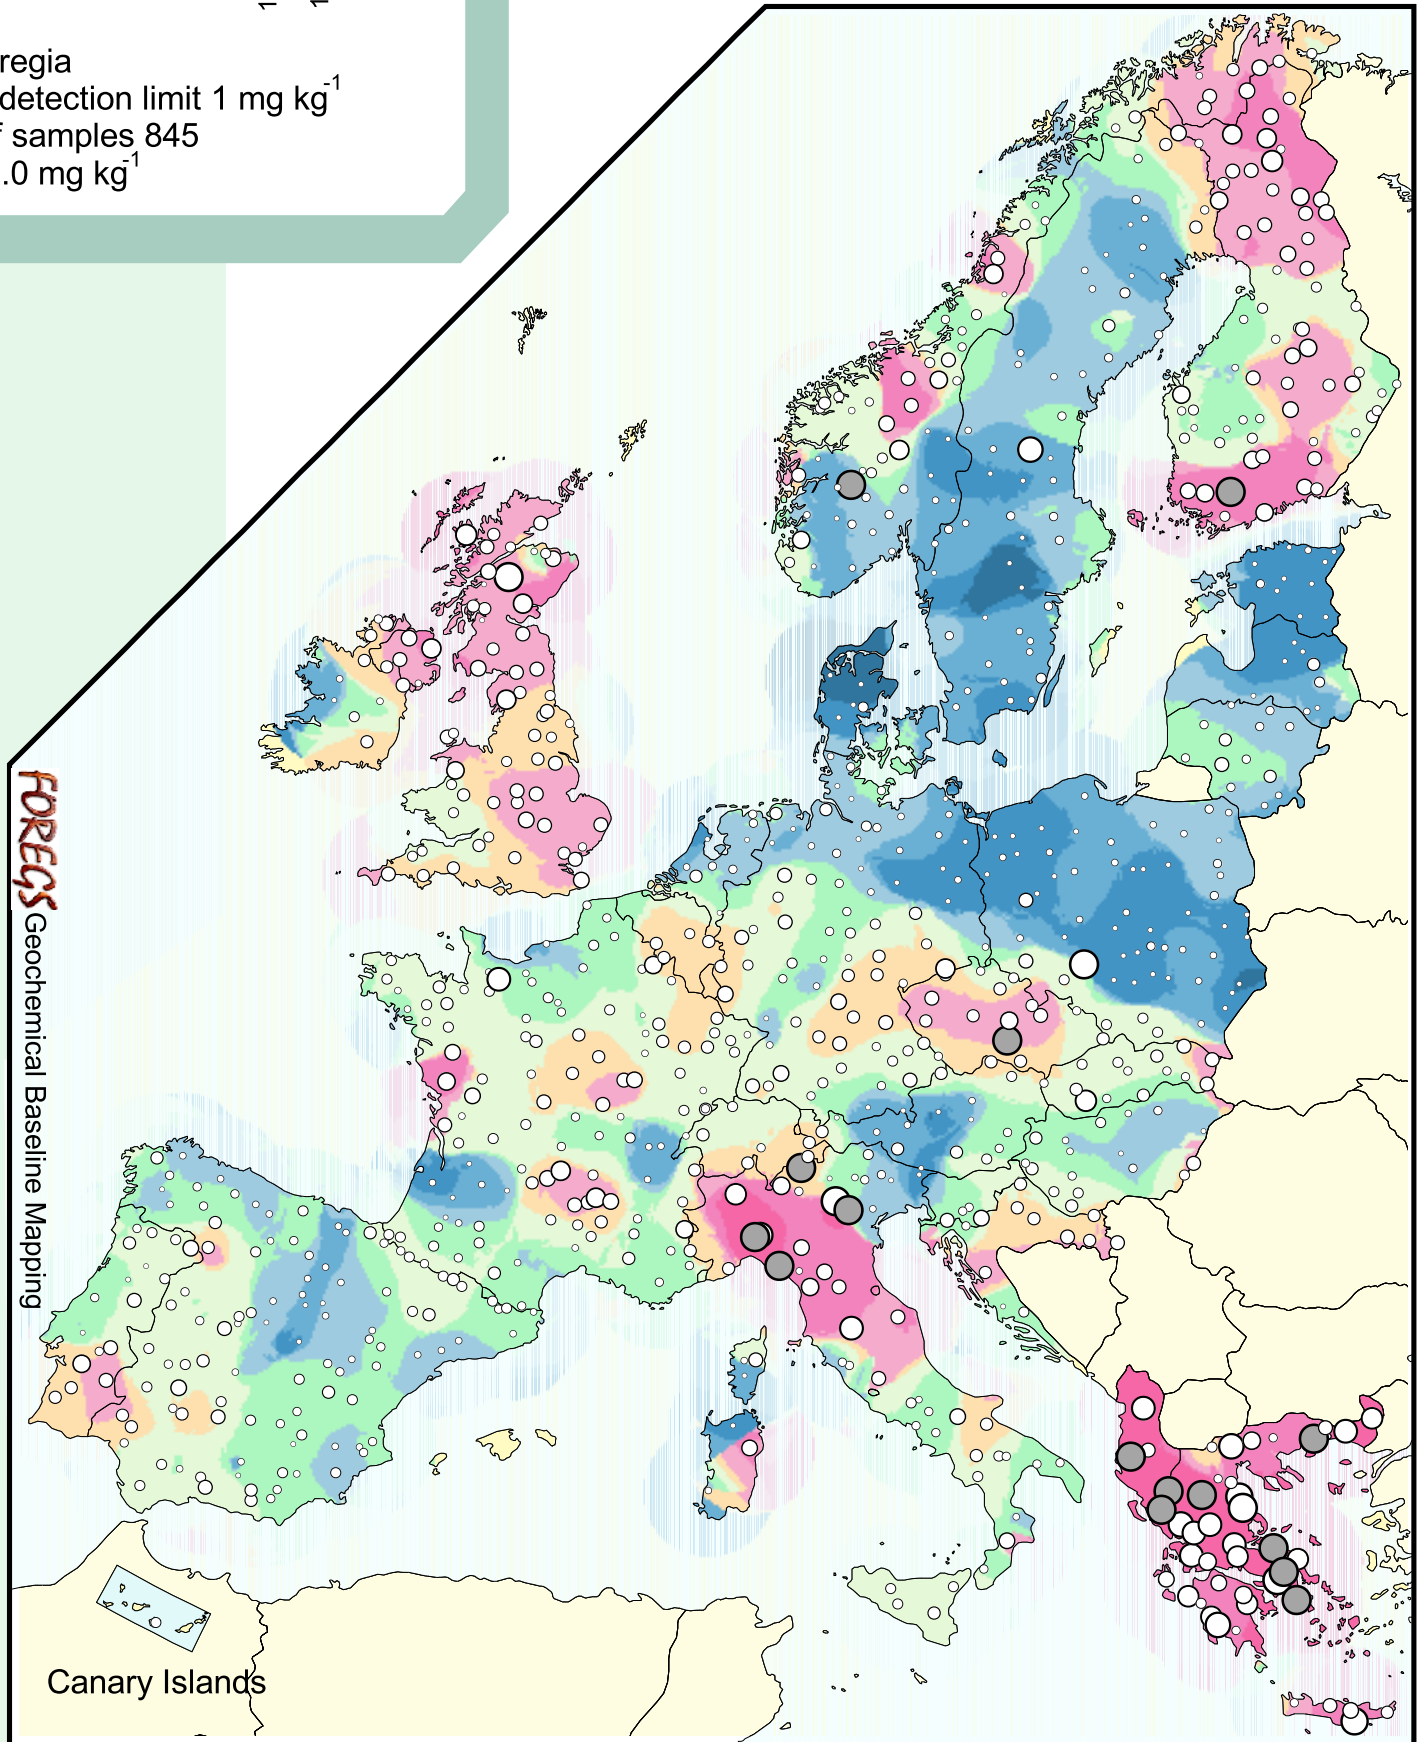 regia
detection limit 1 mg kg-1
f samples 845
.0 mg kg-1
FOREGS Geochemical Baseline Mapping
Canary Islands